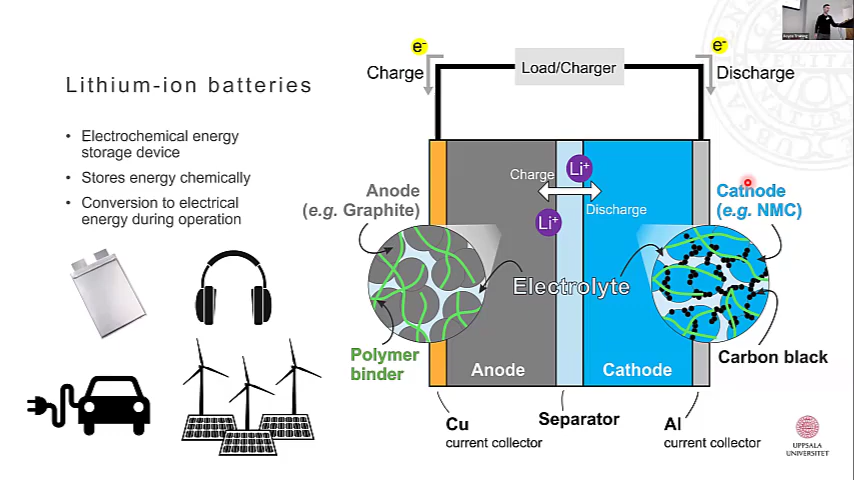 Lithium-ion batteries
• Electrochemical energy
storage device
• Stores energy chemically
• Conversion to electrical
energy during operation
e-
Charge
Load/Charger
e-
Discharge
Anode
(e.g. Graphite)
Charge
Li+
Discharge
Li+
Cathode
(e.g. NMC)
Electrolyte
Polymer
binder
Anode
Cathode
Carbon black
Cu
current collector
Separator
Al
current collector
UPPSALA
UNIVERSITET